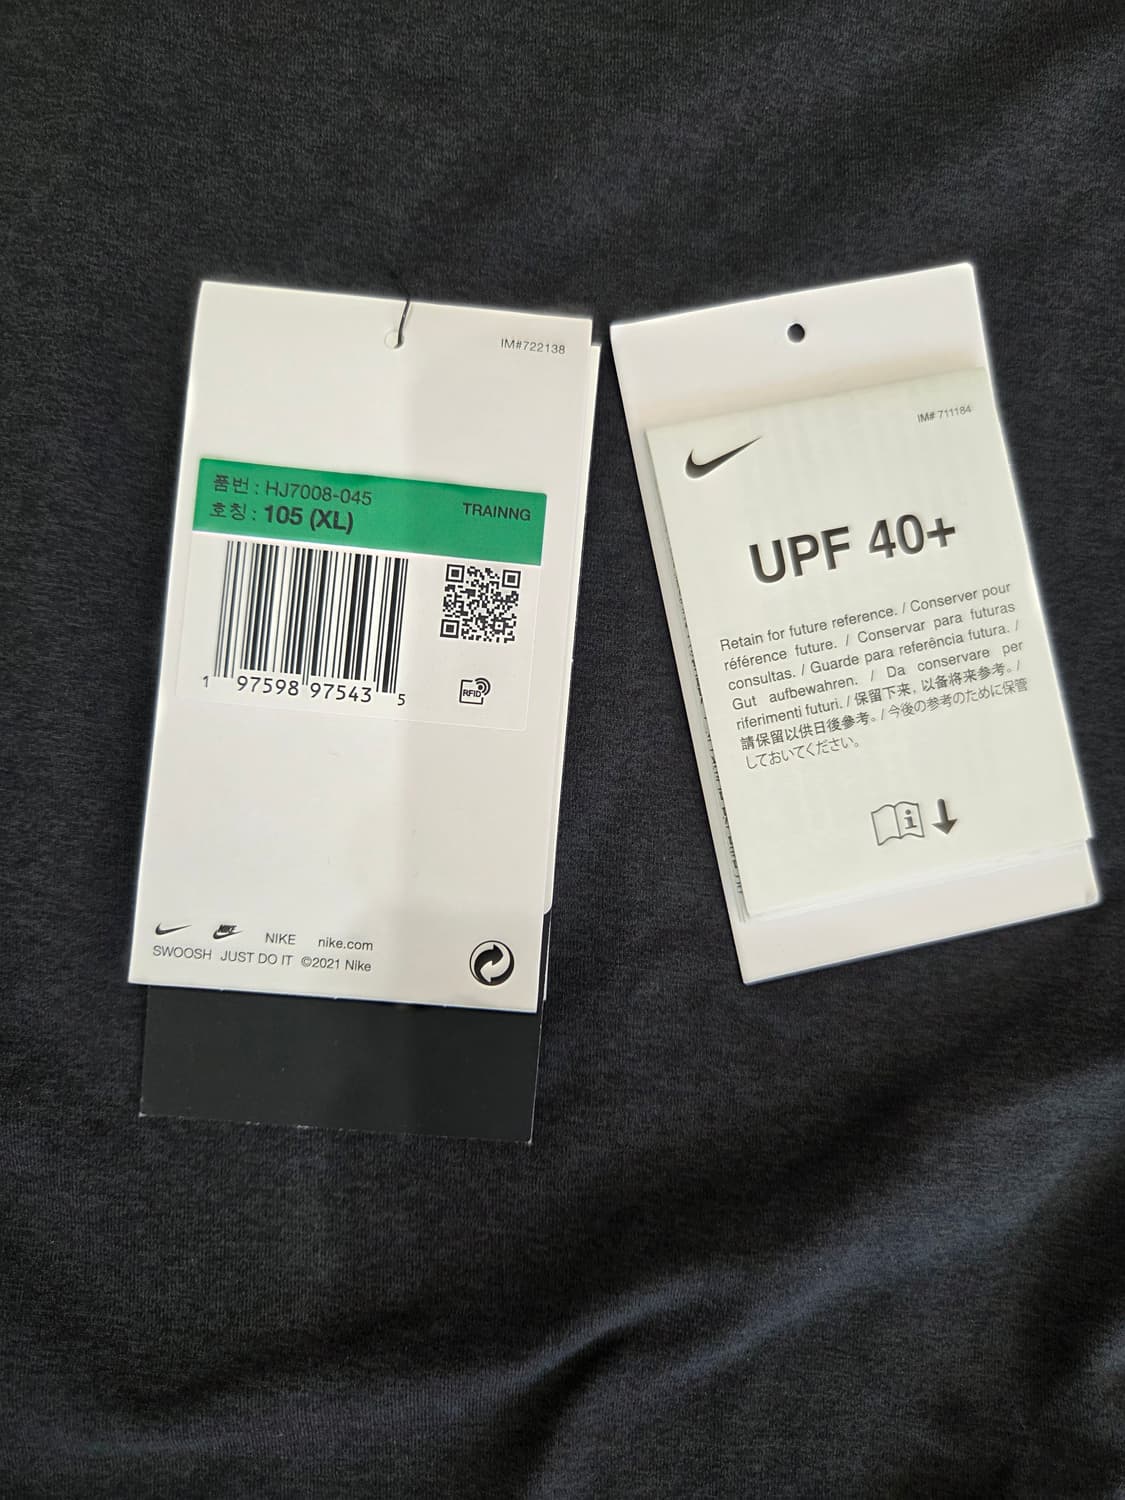 IM#722138
품번 : HJ7008-045
호칭 : 105 (XL)
TRAINNG
1 97598 97543 5
RFID
NIKE
NIKE nike.com
SWOOSH JUST DO IT ©2021 Nike
IM# 711184
UPF 40+
Retain for future reference. / Conserver pour
référence future. / Conservar para futuras
consultas. / Guarde para referência futura. /
Gut aufbewahren. / Da conservare per
riferimenti futuri. / 保留下来，以备将来参考。/
請保留以供日後參考。/ 今後の参考のために保管
しておいてください。
i